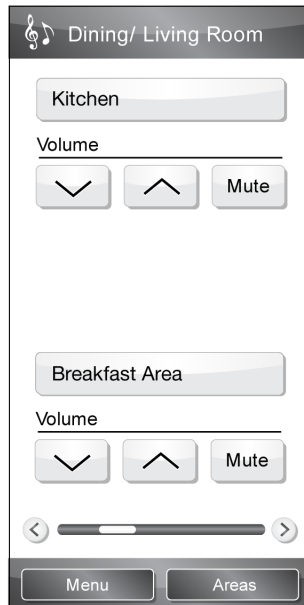 Dining/ Living Room
Kitchen
Volume
Mute
Breakfast Area
Volume
Mute
Menu Areas